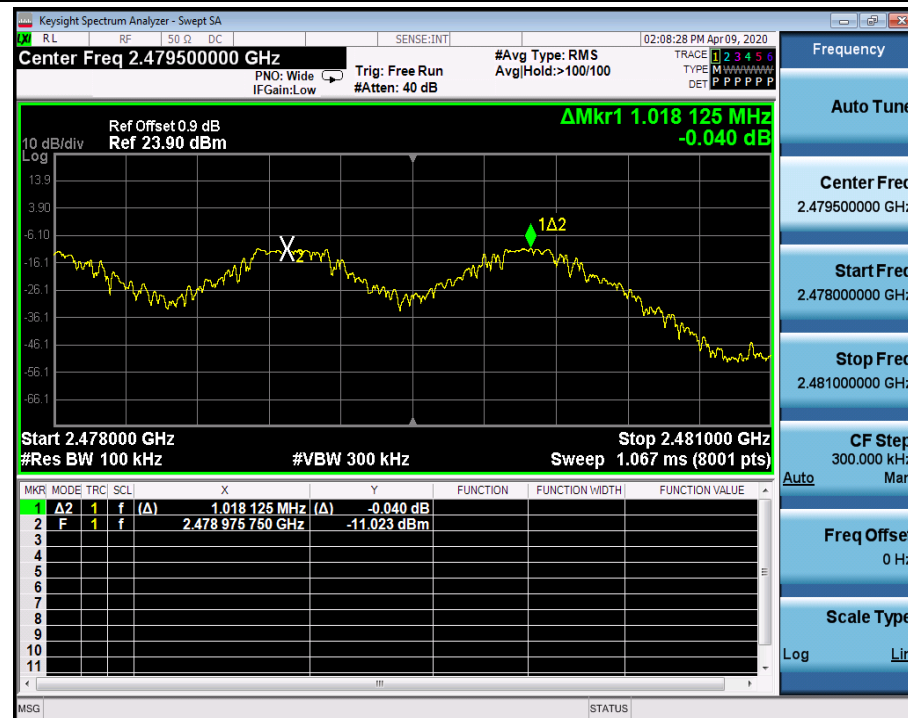 Keysight Spectrum Analyzer - Swept SA
LXI RL RF 50 Ω DC SENSE:INT 02:08:28 PM Apr 09, 2020
Center Freq 2.479500000 GHz
PNO: Wide
IFGain:Low
Trig: Free Run
#Atten: 40 dB
#Avg Type: RMS
Avg|Hold:>100/100
TRACE 1 2 3 4 5 6
TYPE M W W W W W
DET P P P P P P
ΔMkr1 1.018 125 MHz
-0.040 dB
Ref Offset 0.9 dB
10 dB/div Ref 23.90 dBm
Log
13.9
3.90
-6.10
-16.1
-26.1
-36.1
-46.1
-56.1
-66.1
1Δ2
X2
Start 2.478000 GHz Stop 2.481000 GHz
#Res BW 100 kHz #VBW 300 kHz Sweep 1.067 ms (8001 pts)
MKR MODE TRC SCL X Y FUNCTION FUNCTION WIDTH FUNCTION VALUE
1 Δ2 1 f (Δ) 1.018 125 MHz (Δ) -0.040 dB
2 F 1 f 2.478 975 750 GHz -11.023 dBm
3
4
5
6
7
8
9
10
11
MSG STATUS
Frequency
Auto Tune
Center Freq
2.479500000 GHz
Start Freq
2.478000000 GHz
Stop Freq
2.481000000 GHz
CF Step
300.000 kHz
Auto Man
Freq Offset
0 Hz
Scale Type
Log Lin